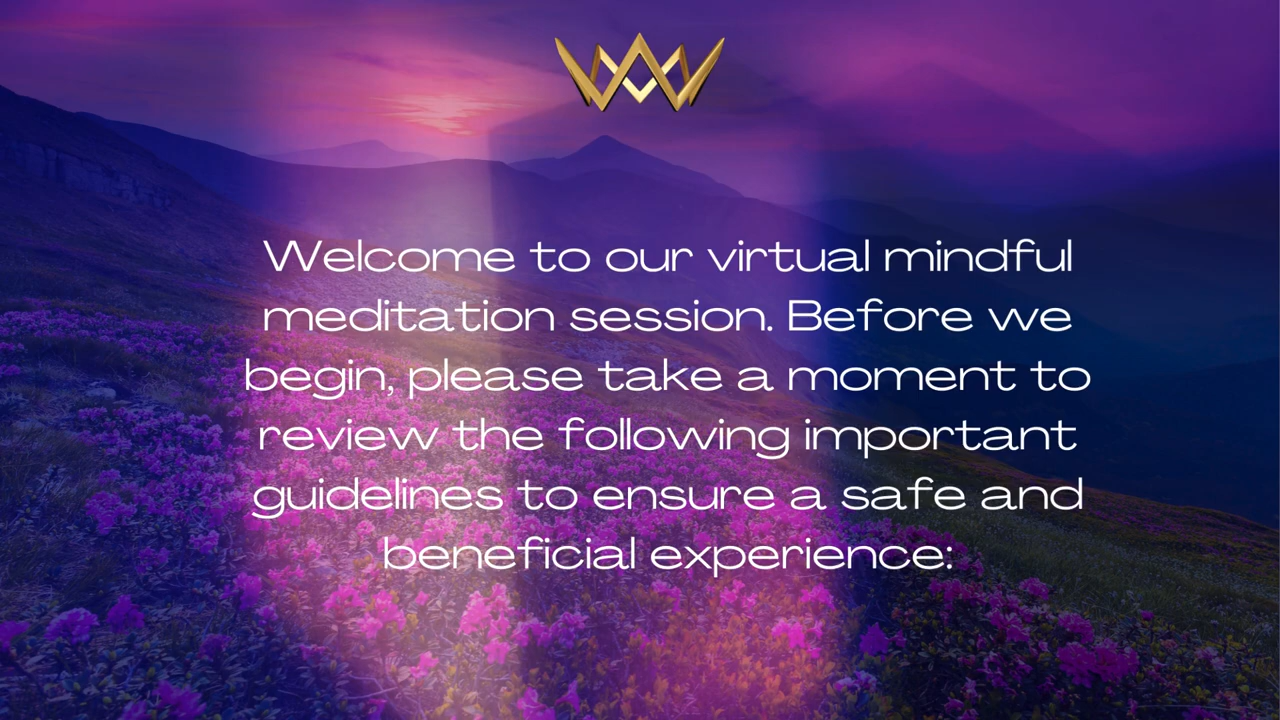 Welcome to our virtual mindful
meditation session. Before we
begin, please take a moment to
review the following important
guidelines to ensure a safe and
beneficial experience: